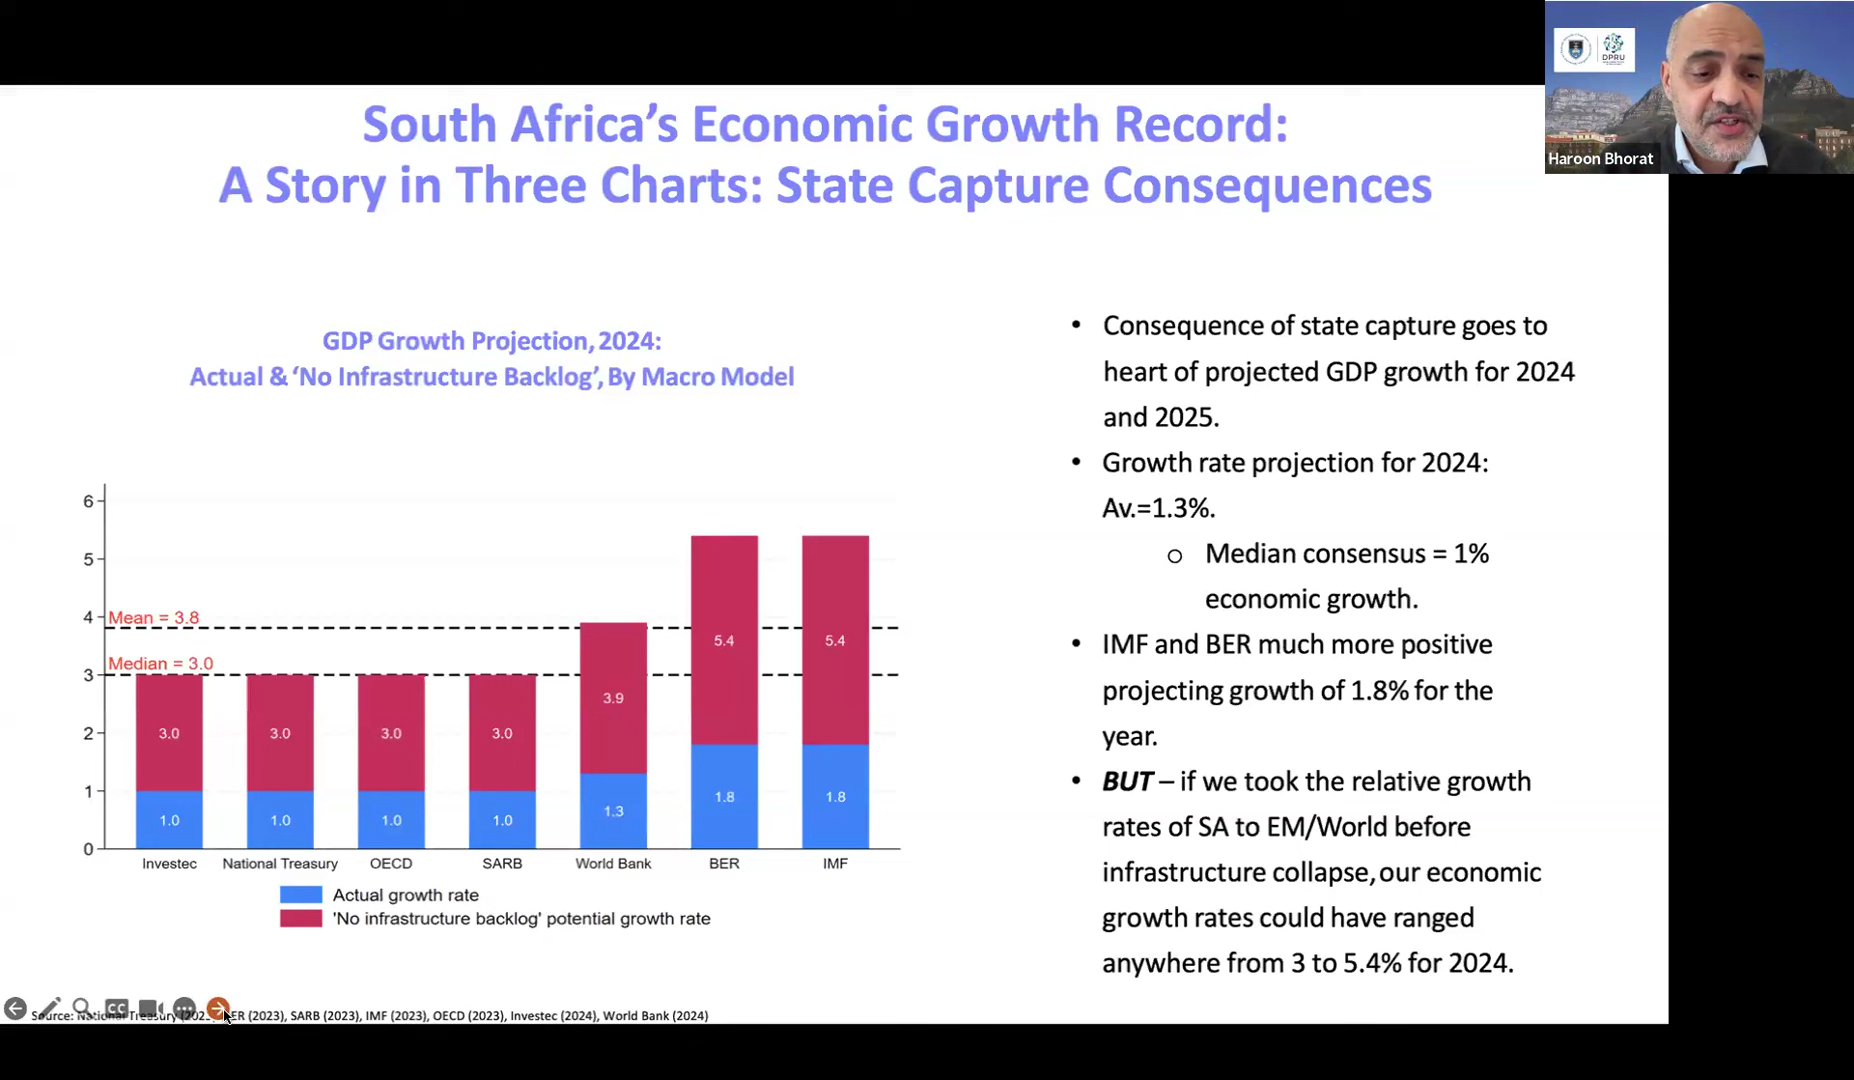 South Africa’s Economic Growth Record:
A Story in Three Charts: State Capture Consequences
DPRU
Haroon Bhorat
GDP Growth Projection, 2024:
Actual & ‘No Infrastructure Backlog’, By Macro Model
6
5
4
3
2
1
0
Mean = 3.8
Median = 3.0
3.0 3.0 3.0 3.0 3.9 5.4 5.4
1.0 1.0 1.0 1.0 1.3 1.8 1.8
Investec National Treasury OECD SARB World Bank BER IMF
Actual growth rate
'No infrastructure backlog' potential growth rate
• Consequence of state capture goes to
heart of projected GDP growth for 2024
and 2025.
• Growth rate projection for 2024:
Av.=1.3%.
o Median consensus = 1%
economic growth.
• IMF and BER much more positive
projecting growth of 1.8% for the
year.
• BUT – if we took the relative growth
rates of SA to EM/World before
infrastructure collapse, our economic
growth rates could have ranged
anywhere from 3 to 5.4% for 2024.
CC
Source: National Treasury (2023), BER (2023), SARB (2023), IMF (2023), OECD (2023), Investec (2024), World Bank (2024)